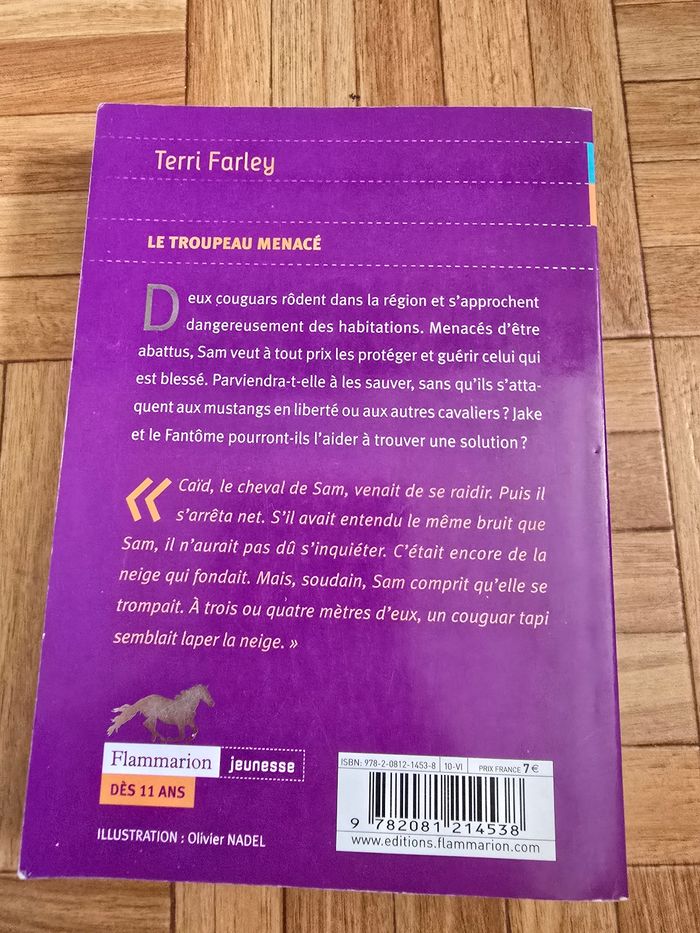 Terri Farley
LE TROUPEAU MENACÉ
Deux couguars rôdent dans la région et s'approchent
dangereusement des habitations. Menacés d'être
abattus, Sam veut à tout prix les protéger et guérir celui qui
est blessé. Parviendra-t-elle à les sauver, sans qu'ils s'atta-
quent aux mustangs en liberté ou aux autres cavaliers ? Jake
et le Fantôme pourront-ils l'aider à trouver une solution ?
« Caïd, le cheval de Sam, venait de se raidir. Puis il
s'arrêta net. S'il avait entendu le même bruit que
Sam, il n'aurait pas dû s'inquiéter. C'était encore de la
neige qui fondait. Mais, soudain, Sam comprit qu'elle se
trompait. À trois ou quatre mètres d'eux, un couguar tapi
semblait laper la neige. »
Flammarion jeunesse
DÈS 11 ANS
ILLUSTRATION : Olivier NADEL
ISBN: 978-2-0812-1453-8 10-VI PRIX FRANCE 7 €
9 782081 214538
www.editions.flammarion.com